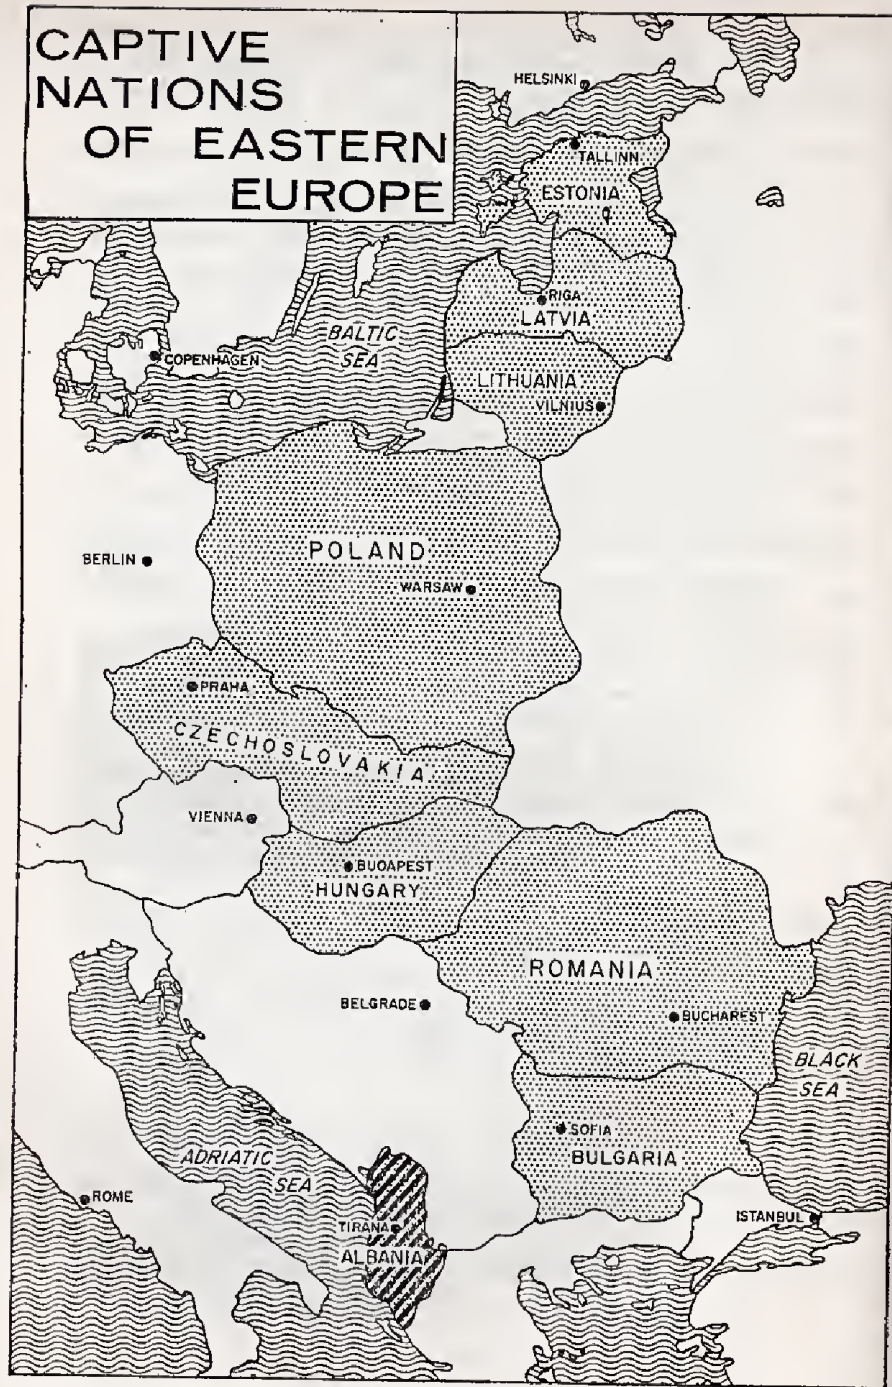 CAPTIVE
NATIONS
OF EASTERN
EUROPE
HELSINKI
TALLINN
ESTONIA
RIGA
LATVIA
BALTIC
SEA
COPENHAGEN
LITHUANIA
VILNIUS
POLAND
BERLIN
WARSAW
PRAHA
CZECHOSLOVAKIA
VIENNA
BUDAPEST
HUNGARY
ROMANIA
BELGRADE
BUCHAREST
BLACK
SEA
SOFIA
BULGARIA
ADRIATIC
SEA
ROME
TIRANA
ISTANBUL
ALBANIA